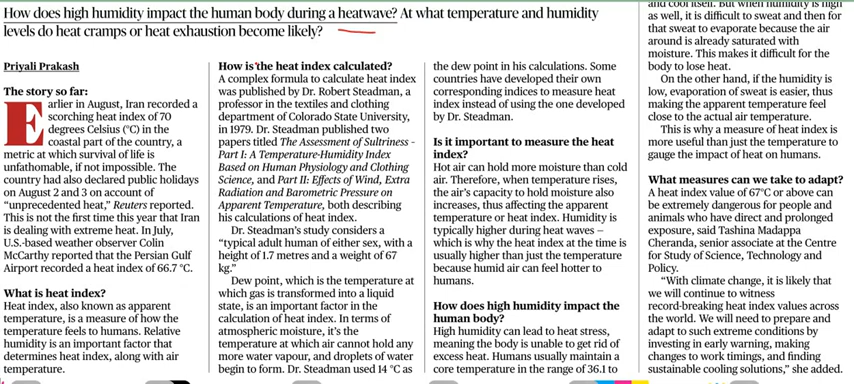 How does high humidity impact the human body during a heatwave? At what temperature and humidity
levels do heat cramps or heat exhaustion become likely?
Priyali Prakash
The story so far:
Earlier in August, Iran recorded a
scorching heat index of 70
degrees Celsius (°C) in the
coastal part of the country, a
metric at which survival of life is
unfathomable, if not impossible. The
country had also declared public holidays
on August 2 and 3 on account of
“unprecedented heat,” Reuters reported.
This is not the first time this year that Iran
is dealing with extreme heat. In July,
U.S.-based weather observer Colin
McCarthy reported that the Persian Gulf
Airport recorded a heat index of 66.7 °C.
What is heat index?
Heat index, also known as apparent
temperature, is a measure of how the
temperature feels to humans. Relative
humidity is an important factor that
determines heat index, along with air
temperature.
How is the heat index calculated?
A complex formula to calculate heat index
was published by Dr. Robert Steadman, a
professor in the textiles and clothing
department of Colorado State University,
in 1979. Dr. Steadman published two
papers titled The Assessment of Sultriness -
Part I: A Temperature-Humidity Index
Based on Human Physiology and Clothing
Science, and Part II: Effects of Wind, Extra
Radiation and Barometric Pressure on
Apparent Temperature, both describing
his calculations of heat index.
Dr. Steadman’s study considers a
“typical adult human of either sex, with a
height of 1.7 metres and a weight of 67
kg.”
Dew point, which is the temperature at
which gas is transformed into a liquid
state, is an important factor in the
calculation of heat index. In terms of
atmospheric moisture, it’s the
temperature at which air cannot hold any
more water vapour, and droplets of water
begin to form. Dr. Steadman used 14 °C as
the dew point in his calculations. Some
countries have developed their own
corresponding indices to measure heat
index instead of using the one developed
by Dr. Steadman.
Is it important to measure the heat
index?
Hot air can hold more moisture than cold
air. Therefore, when temperature rises,
the air’s capacity to hold moisture also
increases, thus affecting the apparent
temperature or heat index. Humidity is
typically higher during heat waves –
which is why the heat index at the time is
usually higher than just the temperature
because humid air can feel hotter to
humans.
How does high humidity impact the
human body?
High humidity can lead to heat stress,
meaning the body is unable to get rid of
excess heat. Humans usually maintain a
core temperature in the range of 36.1 to
and cool itself. But when humidity is high
as well, it is difficult to sweat and then for
that sweat to evaporate because the air
around is already saturated with
moisture. This makes it difficult for the
body to lose heat.
On the other hand, if the humidity is
low, evaporation of sweat is easier, thus
making the apparent temperature feel
close to the actual air temperature.
This is why a measure of heat index is
more useful than just the temperature to
gauge the impact of heat on humans.
What measures can we take to adapt?
A heat index value of 67°C or above can
be extremely dangerous for people and
animals who have direct and prolonged
exposure, said Tashina Madappa
Cheranda, senior associate at the Centre
for Study of Science, Technology and
Policy.
“With climate change, it is likely that
we will continue to witness
record-breaking heat index values across
the world. We will need to prepare and
adapt to such extreme conditions by
investing in early warning, making
changes to work timings, and finding
sustainable cooling solutions,” she added.